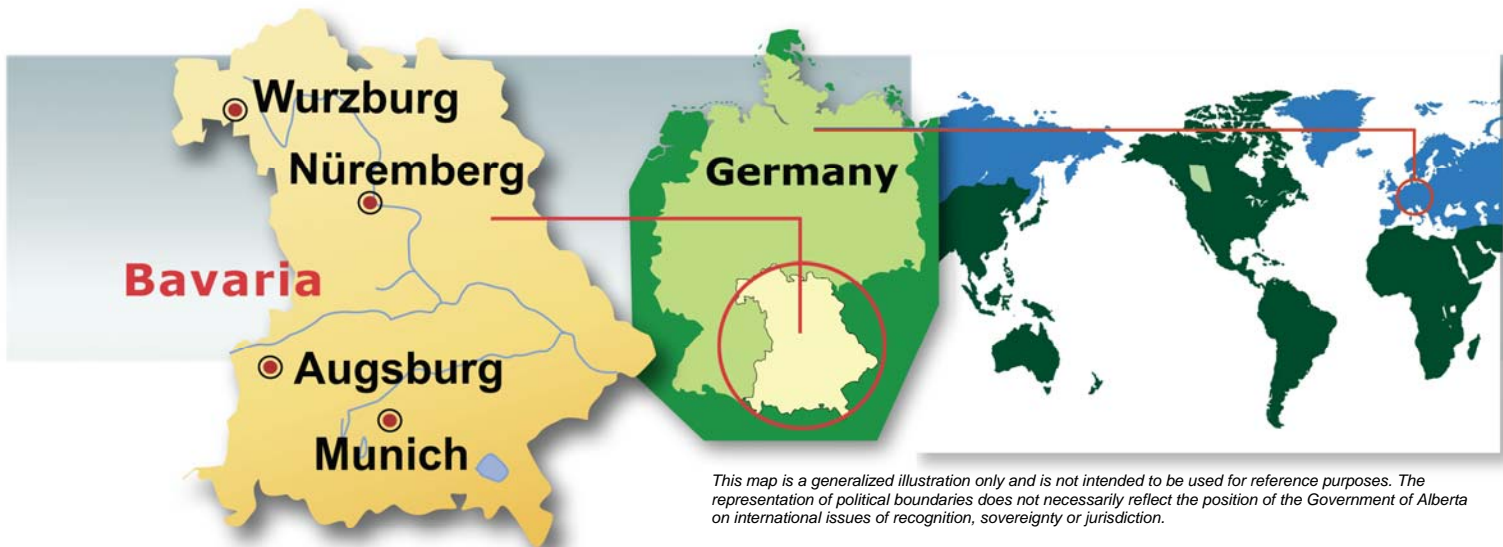 Wurzburg
Nüremberg
Bavaria
Augsburg
Munich
Germany
This map is a generalized illustration only and is not intended to be used for reference purposes. The
representation of political boundaries does not necessarily reflect the position of the Government of Alberta
on international issues of recognition, sovereignty or jurisdiction.